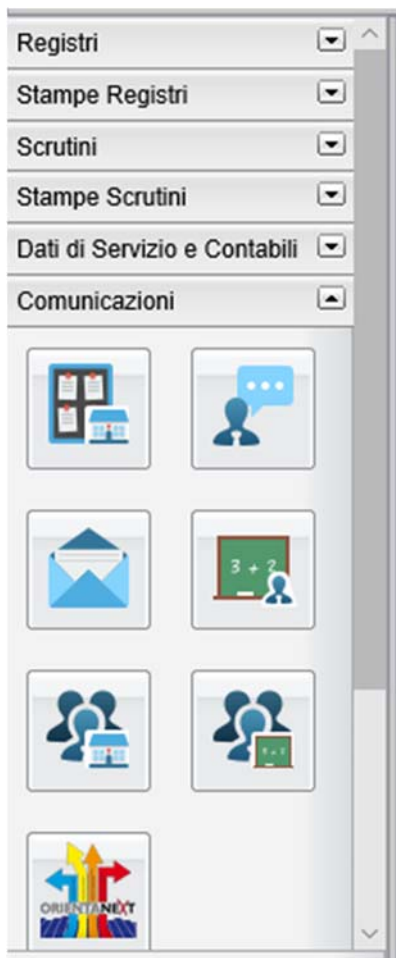 Registri
Stampe Registri
Scrutini
Stampe Scrutini
Dati di Servizio e Contabili
Comunicazioni
3 + 2
ORIENTANEXT